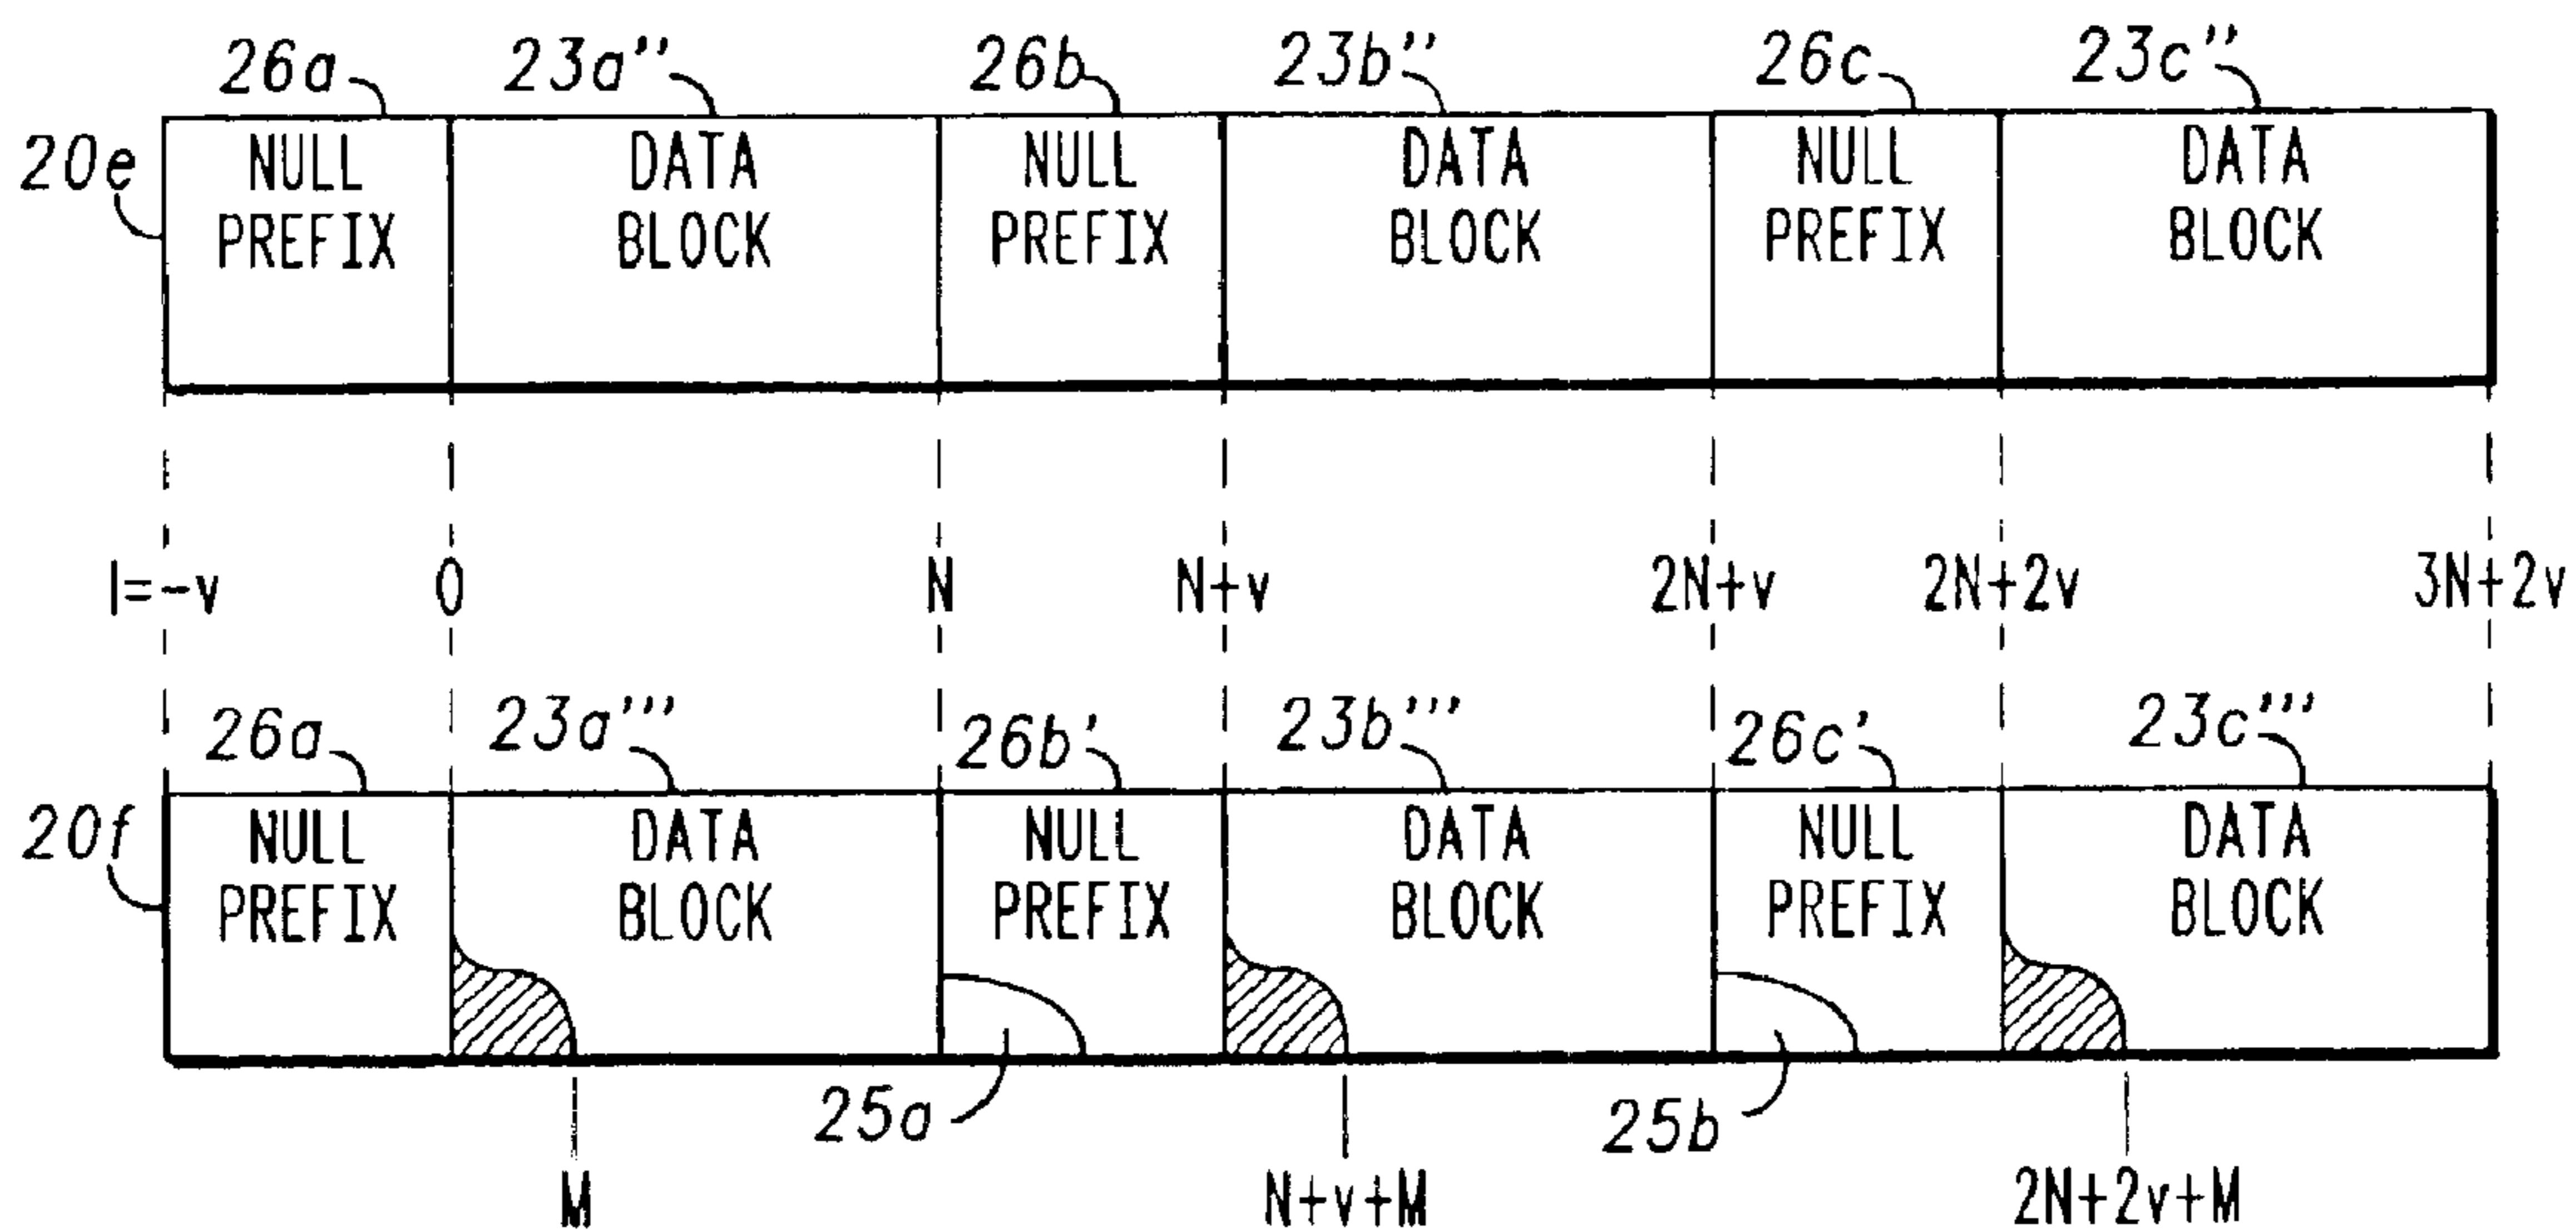 26a 23a'' 26b 23b'' 26c 23c''
20e
NULL PREFIX DATA BLOCK NULL PREFIX DATA BLOCK NULL PREFIX DATA BLOCK
l=-v 0 N N+v 2N+v 2N+2v 3N+2v
26a 23a''' 26b' 23b''' 26c' 23c'''
20f
NULL PREFIX DATA BLOCK NULL PREFIX DATA BLOCK NULL PREFIX DATA BLOCK
25a 25b
M N+v+M 2N+2v+M